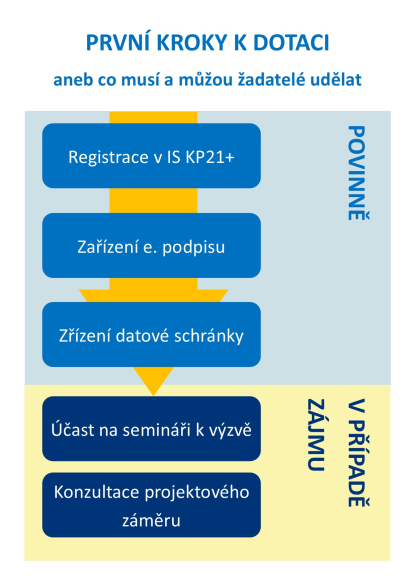 PRVNÍ KROKY K DOTACI
aneb co musí a můžou žadatelé udělat
POVINNĚ
Registrace v IS KP21+
Zařízení e. podpisu
Zřízení datové schránky
V PŘÍPADĚ
ZÁJMU
Účast na semináři k výzvě
Konzultace projektového
záměru